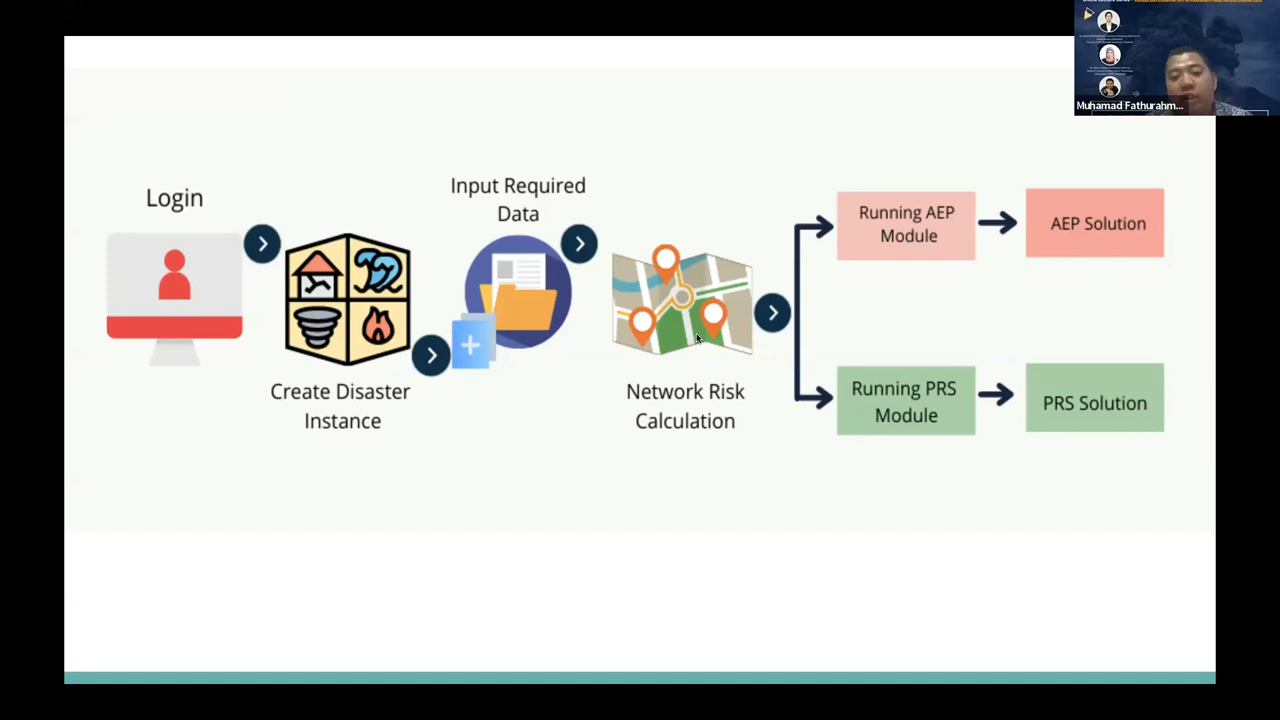 Login
Input Required
Data
Create Disaster
Instance
Network Risk
Calculation
Running AEP
Module
AEP Solution
Running PRS
Module
PRS Solution
Muhamad Fathurahm...